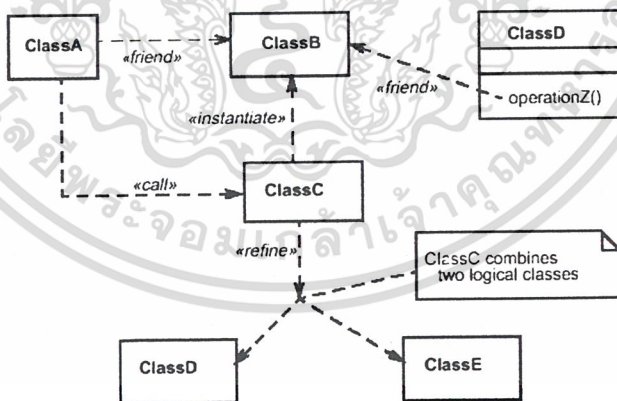 ClassA
ClassB
ClassD
«friend»
«friend»
operationZ()
«instantiate»
«call»
ClassC
«refine»
ClassC combines
two logical classes
ClassD
ClassE